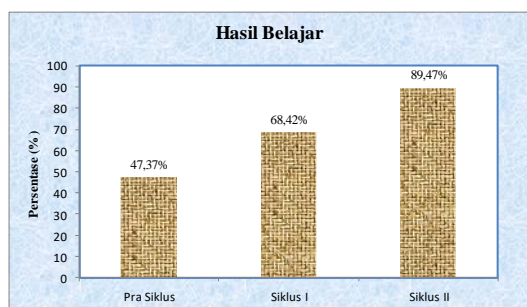 Hasil Belajar
Persentase (%)
100
90
80
70
60
50
40
30
20
10
0
47,37%
68,42%
89,47%
Pra Siklus
Siklus I
Siklus II